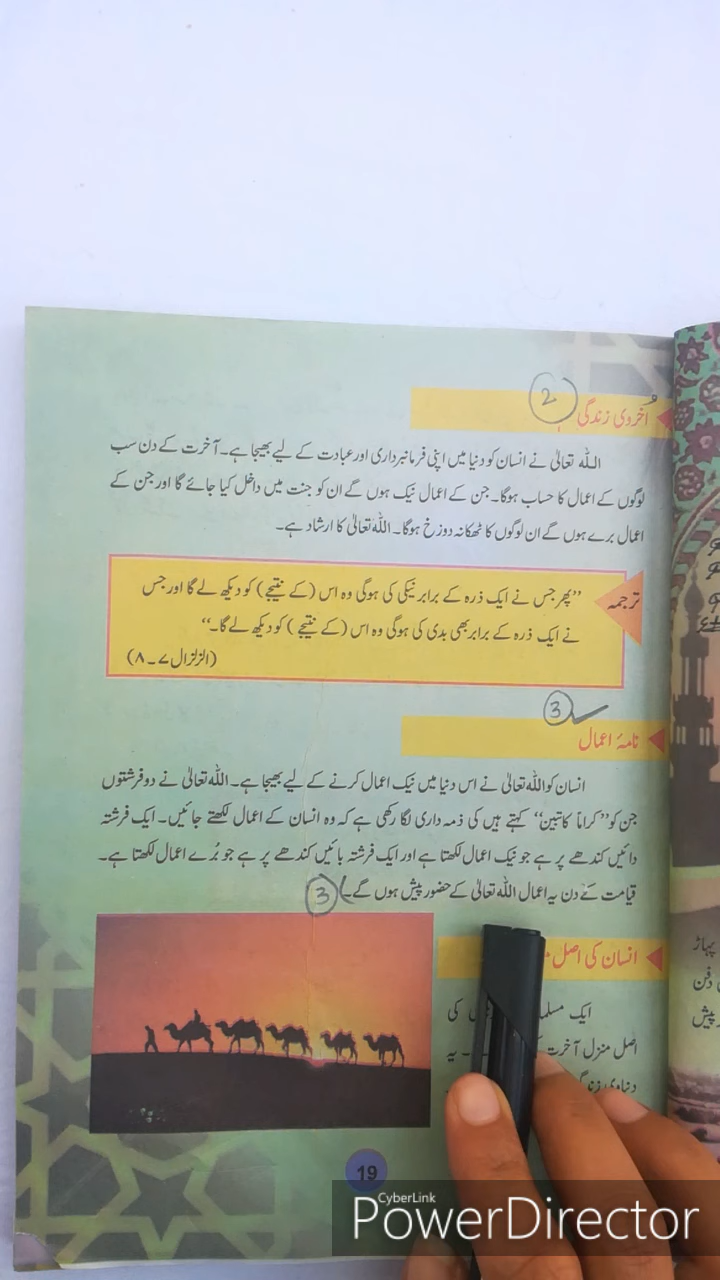 اُخروی زندگی
2
اللہ تعالیٰ نے انسان کو دنیا میں اپنی فرمانبرداری اور عبادت کے لیے بھیجا ہے۔ آخرت کے دن سب
لوگوں کے اعمال کا حساب ہوگا۔ جن کے اعمال نیک ہوں گے ان کو جنت میں داخل کیا جائے گا اور جن کے
اعمال برے ہوں گے ان لوگوں کا ٹھکانہ دوزخ ہوگا۔ اللہ تعالیٰ کا ارشاد ہے۔
ترجمہ
”پھر جس نے ایک ذرہ کے برابر نیکی کی ہوگی وہ اس (کے نتیجے) کو دیکھ لے گا اور جس
نے ایک ذرہ کے برابر بھی بدی کی ہوگی وہ اس (کے نتیجے) کو دیکھ لے گا۔“
(الزلزال ۷۔۸)
3
نامۂ اعمال
انسان کو اللہ تعالیٰ نے اس دنیا میں نیک اعمال کرنے کے لیے بھیجا ہے۔ اللہ تعالیٰ نے دو فرشتوں
جن کو ”کراماً کاتبین“ کہتے ہیں کی ذمہ داری لگا رکھی ہے کہ وہ انسان کے اعمال لکھتے جائیں۔ ایک فرشتہ
دائیں کندھے پر ہے جو نیک اعمال لکھتا ہے اور ایک فرشتہ بائیں کندھے پر ہے جو بُرے اعمال لکھتا ہے۔
قیامت کے دن یہ اعمال اللہ تعالیٰ کے حضور پیش ہوں گے۔ 3
انسان کی اصل
ایک کی
اصل منزل آخرت یہ
دنیاوی
پہاڑ
دفن
پیش
19
CyberLink
PowerDirector